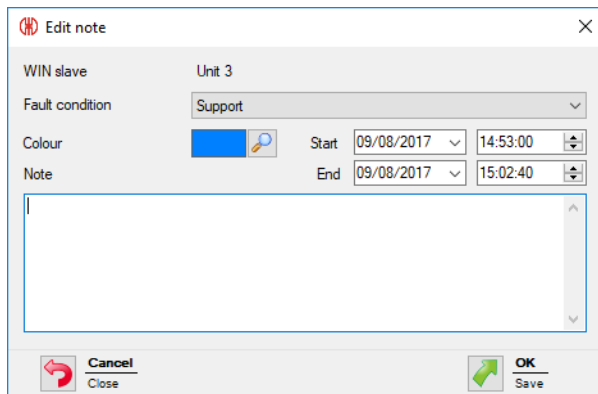 Edit note
WIN slave Unit 3
Fault condition Support
Colour Start 09/08/2017 14:53:00
Note End 09/08/2017 15:02:40
Cancel OK
Close Save